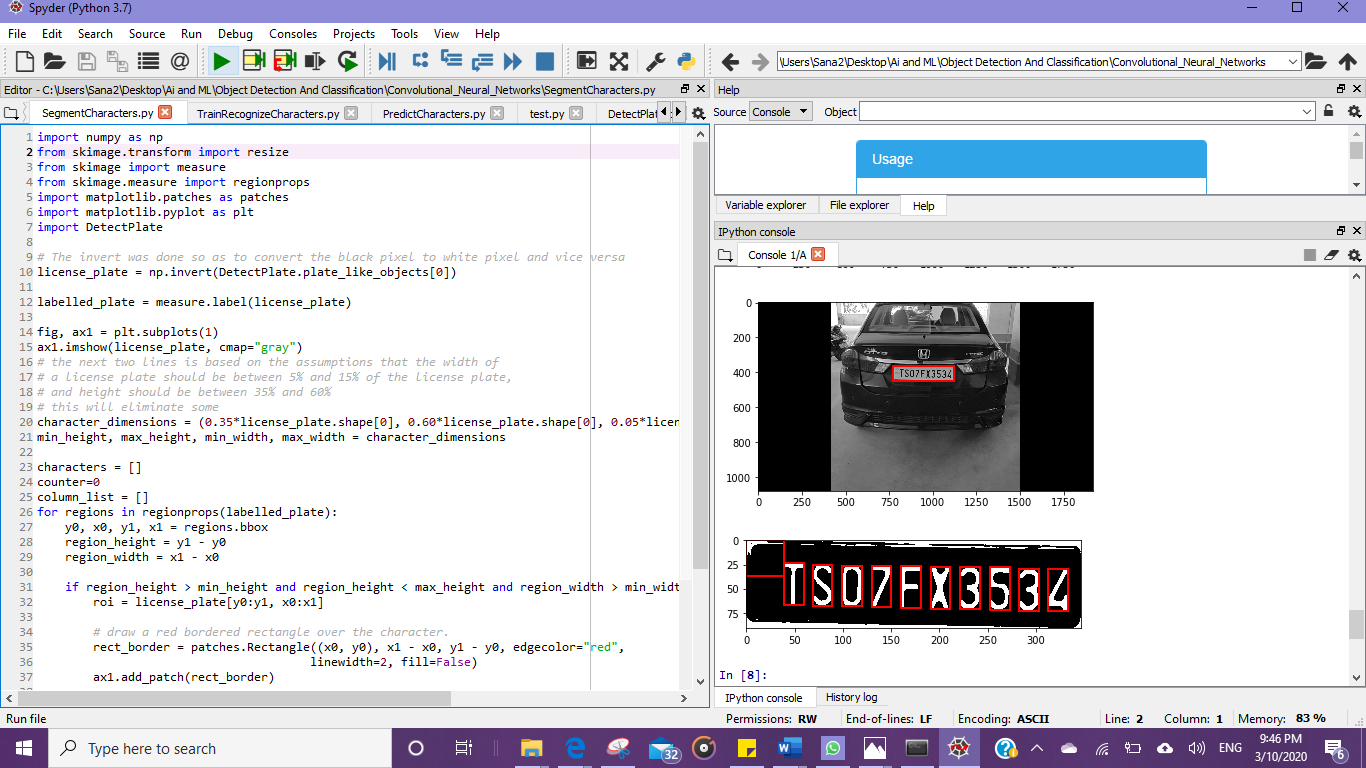 Spyder (Python 3.7)
File Edit Search Source Run Debug Consoles Projects Tools View Help
\Users\Sana2\Desktop\Ai and ML\Object Detection And Classification\Convolutional_Neural_Networks
Editor - C:\Users\Sana2\Desktop\Ai and ML\Object Detection And Classification\Convolutional_Neural_Networks\SegmentCharacters.py
SegmentCharacters.py TrainRecognizeCharacters.py PredictCharacters.py test.py DetectPlat
1 import numpy as np
2 from skimage.transform import resize
3 from skimage import measure
4 from skimage.measure import regionprops
5 import matplotlib.patches as patches
6 import matplotlib.pyplot as plt
7 import DetectPlate
8
9 # The invert was done so as to convert the black pixel to white pixel and vice versa
10 license_plate = np.invert(DetectPlate.plate_like_objects[0])
11
12 labelled_plate = measure.label(license_plate)
13
14 fig, ax1 = plt.subplots(1)
15 ax1.imshow(license_plate, cmap="gray")
16 # the next two lines is based on the assumptions that the width of
17 # a license plate should be between 5% and 15% of the license plate,
18 # and height should be between 35% and 60%
19 # this will eliminate some
20 character_dimensions = (0.35*license_plate.shape[0], 0.60*license_plate.shape[0], 0.05*licen
21 min_height, max_height, min_width, max_width = character_dimensions
22
23 characters = []
24 counter=0
25 column_list = []
26 for regions in regionprops(labelled_plate):
27 y0, x0, y1, x1 = regions.bbox
28 region_height = y1 - y0
29 region_width = x1 - x0
30
31 if region_height > min_height and region_height < max_height and region_width > min_widt
32 roi = license_plate[y0:y1, x0:x1]
33
34 # draw a red bordered rectangle over the character.
35 rect_border = patches.Rectangle((x0, y0), x1 - x0, y1 - y0, edgecolor="red",
36 linewidth=2, fill=False)
37 ax1.add_patch(rect_border)
Help
Source Console Object
Usage
Variable explorer File explorer Help
IPython console
Console 1/A
0
200
400
600
800
1000
0 250 500 750 1000 1250 1500 1750
TS07FX3534
0
25
50
75
0 50 100 150 200 250 300
TS07FX3534
In [8]:
IPython console History log
Run file
Permissions: RW End-of-lines: LF Encoding: ASCII Line: 2 Column: 1 Memory: 83 %
Type here to search
32
ENG
9:46 PM
3/10/2020
6